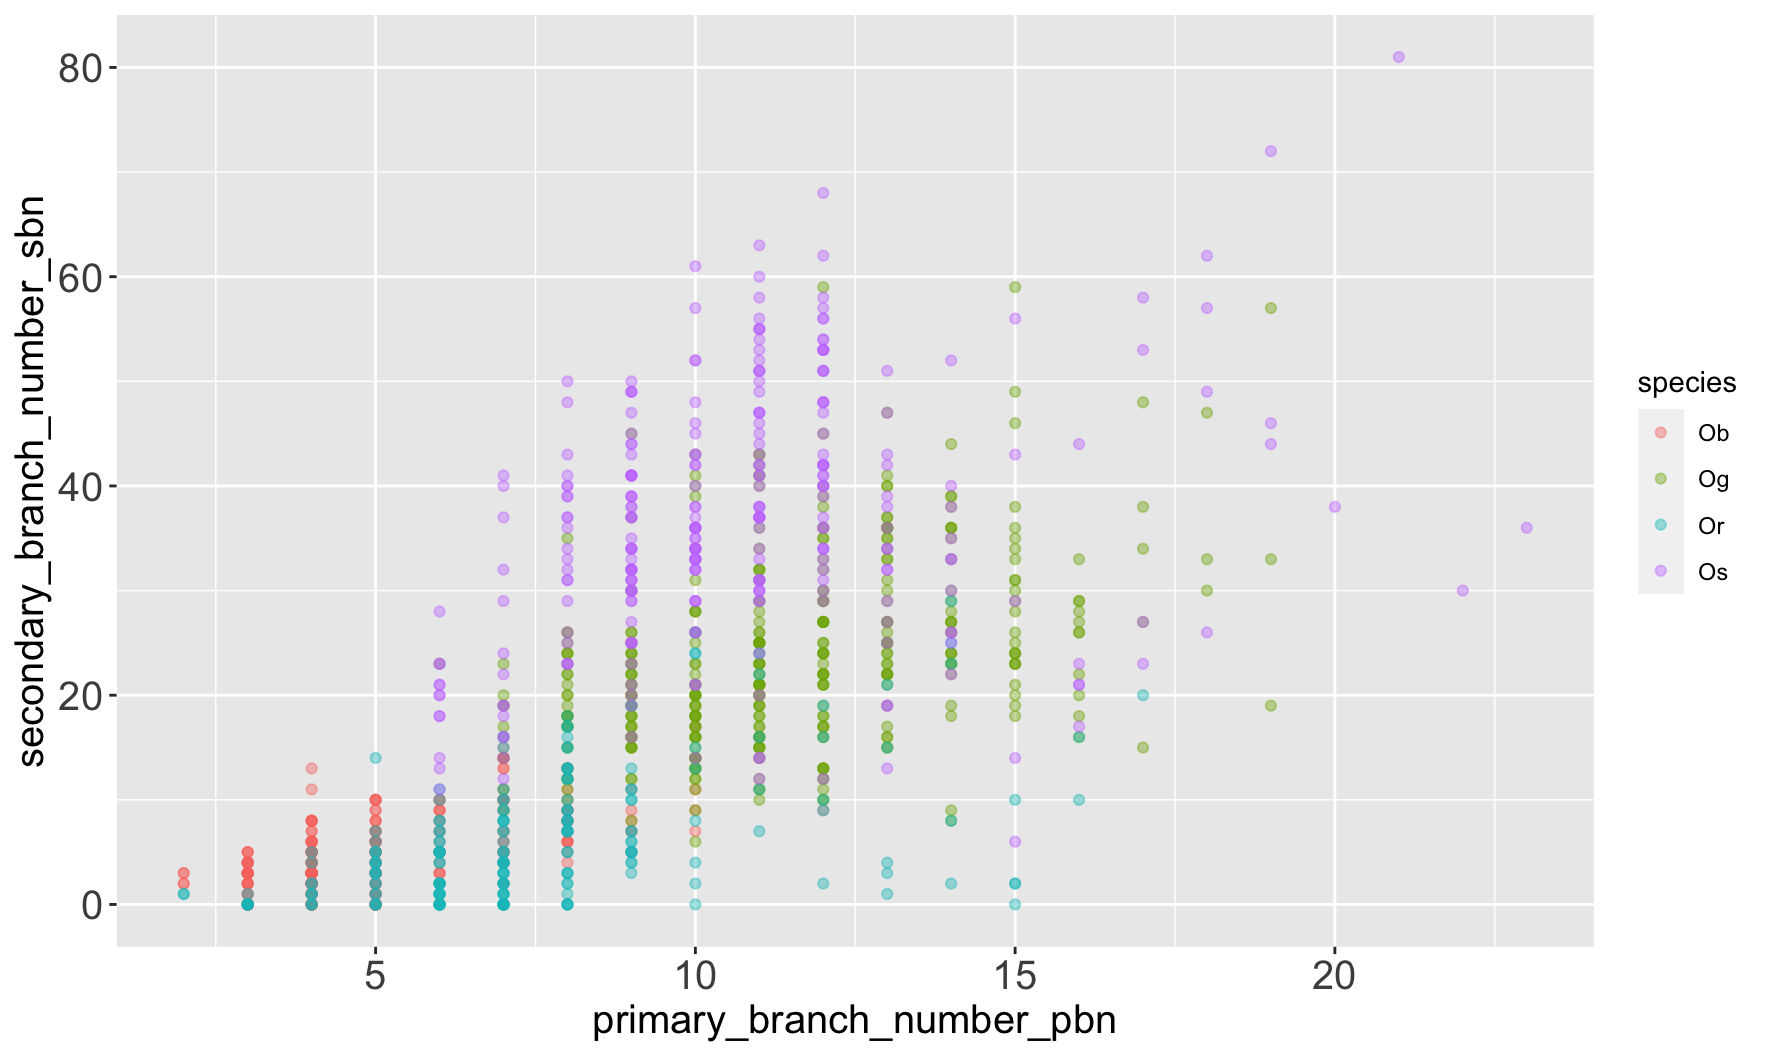 80
60
40
20
0
secondary_branch_number_sbn
5
10
15
20
primary_branch_number_pbn
species
Ob
Og
Or
Os